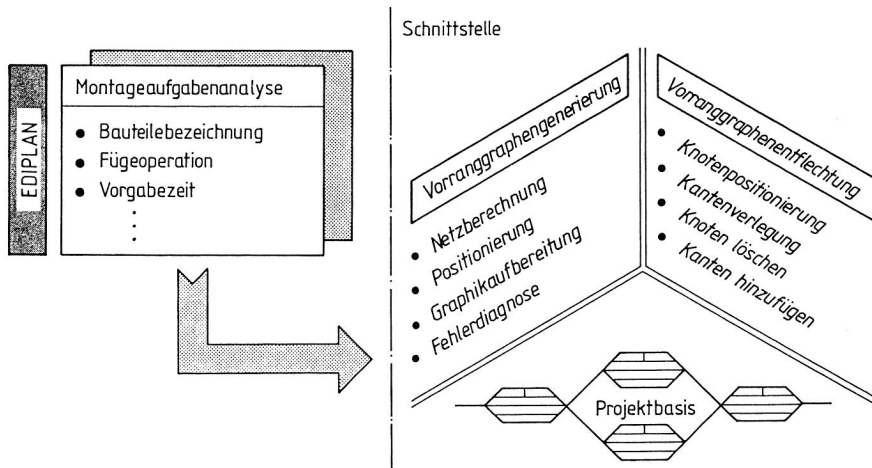 EDIPLAN
Montageaufgabenanalyse
● Bauteilebezeichnung
● Fügeoperation
● Vorgabezeit
Schnittstelle
Vorranggraphengenerierung
● Netzberechnung
● Positionierung
● Graphikaufbereitung
● Fehlerdiagnose
Vorranggraphenentflechtung
● Knotenpositionierung
● Kantenverlegung
● Knoten löschen
● Kanten hinzufügen
Projektbasis